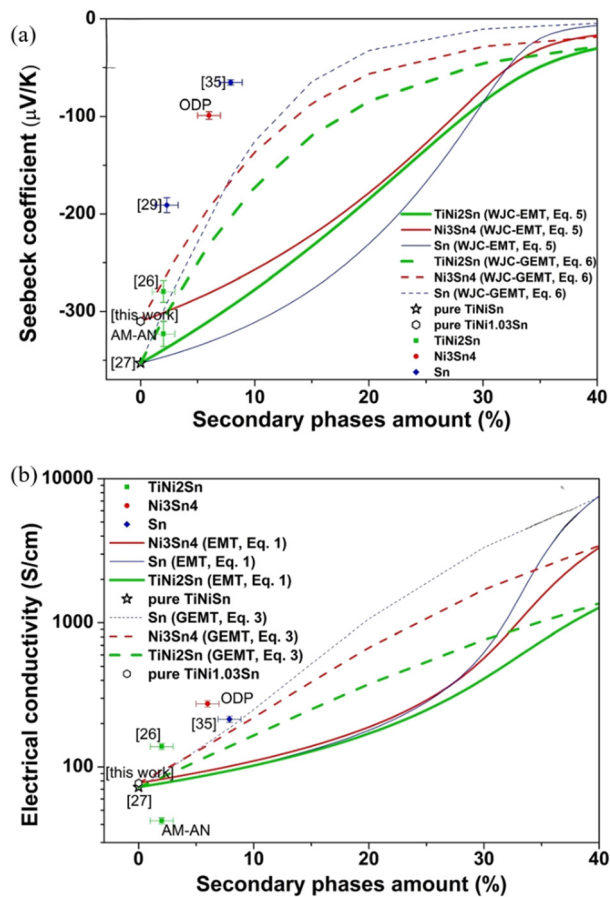 (a)
0
-100
-200
-300
Seebeck coefficient (μV/K)
[35]
ODP
[29]
[26]
[this work]
AM-AN
[27]
TiNi2Sn (WJC-EMT, Eq. 5)
Ni3Sn4 (WJC-EMT, Eq. 5)
Sn (WJC-EMT, Eq. 5)
TiNi2Sn (WJC-GEMT, Eq. 6)
Ni3Sn4 (WJC-GEMT, Eq. 6)
Sn (WJC-GEMT, Eq. 6)
pure TiNiSn
pure TiNi1.03Sn
TiNi2Sn
Ni3Sn4
Sn
0 10 20 30 40
Secondary phases amount (%)
(b)
10000
1000
100
Electrical conductivity (S/cm)
TiNi2Sn
Ni3Sn4
Sn
Ni3Sn4 (EMT, Eq. 1)
Sn (EMT, Eq. 1)
TiNi2Sn (EMT, Eq. 1)
pure TiNiSn
Sn (GEMT, Eq. 3)
Ni3Sn4 (GEMT, Eq. 3)
TiNi2Sn (GEMT, Eq. 3)
pure TiNi1.03Sn
ODP
[35]
[26]
[this work]
[27]
AM-AN
0 10 20 30 40
Secondary phases amount (%)